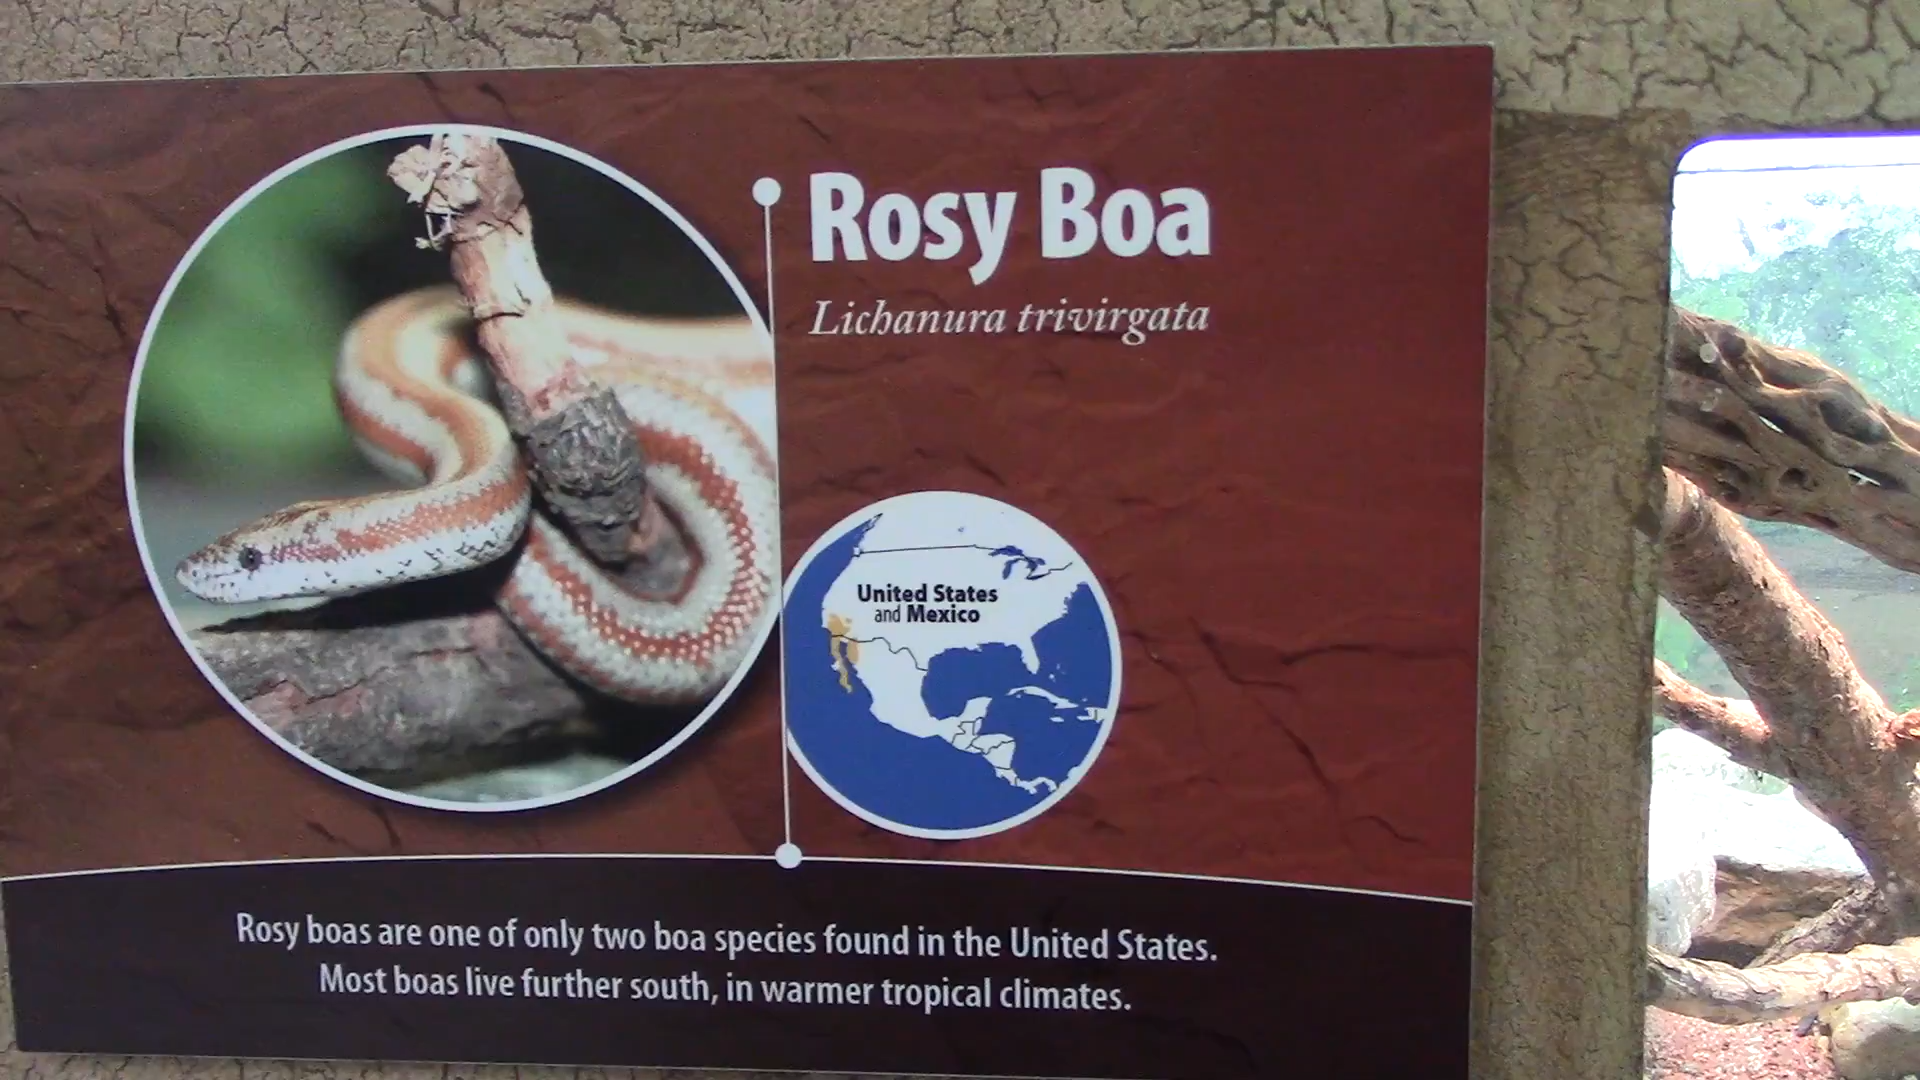 Rosy Boa
Lichanura trivirgata
United States
and Mexico
Rosy boas are one of only two boa species found in the United States.
Most boas live further south, in warmer tropical climates.